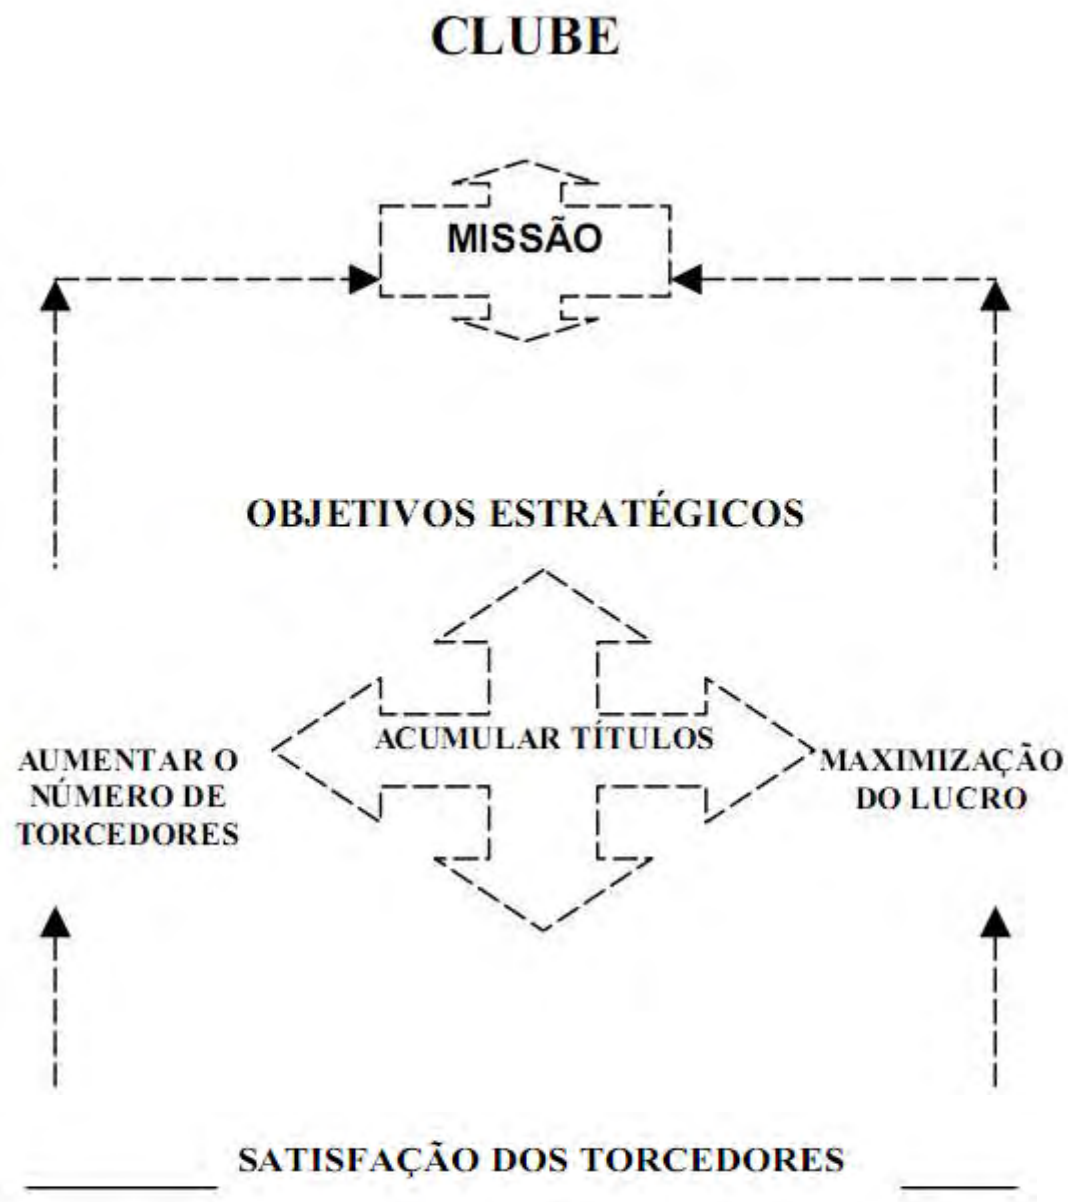 CLUBE
MISSÃO
OBJETIVOS ESTRATÉGICOS
ACUMULAR TÍTULOS
AUMENTAR O
NÚMERO DE
TORCEDORES
MAXIMIZAÇÃO
DO LUCRO
SATISFAÇÃO DOS TORCEDORES